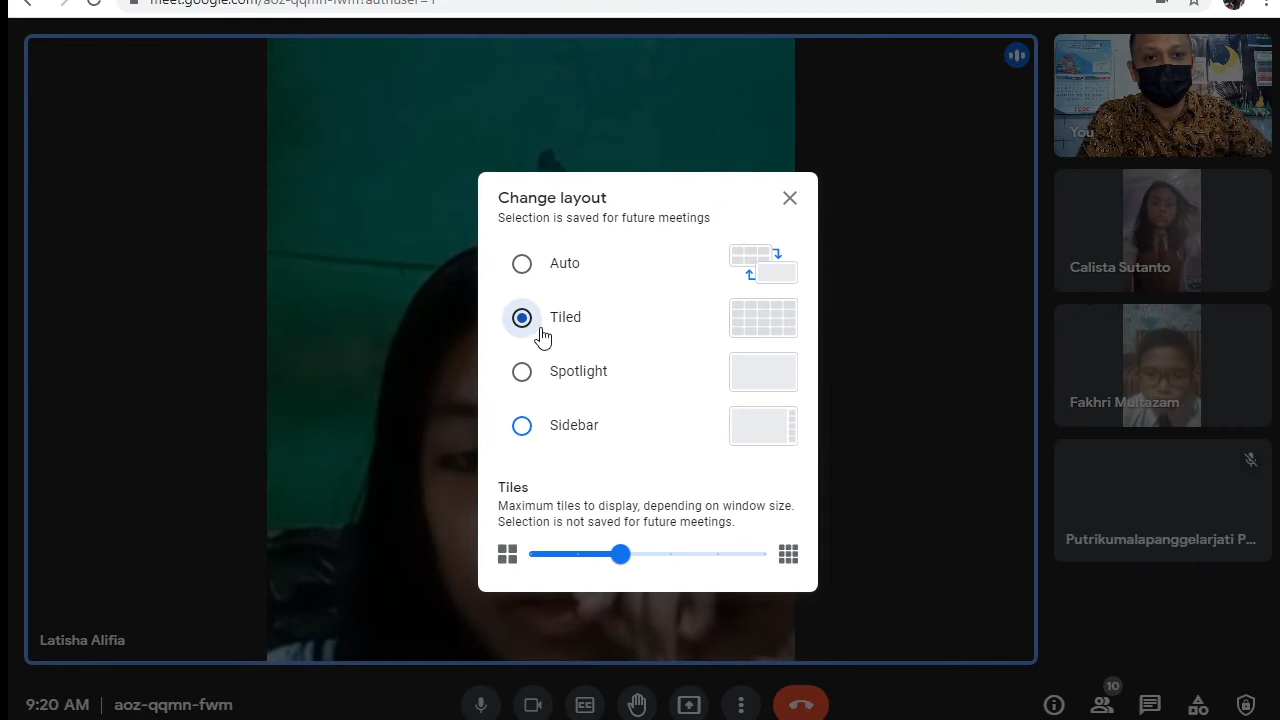 meet.google.com/aoz-qqmn-fwm?authuser=1
You
Calista Sutanto
Fakhri Multazam
Putrikumalapanggelarjati P...
Latisha Alifia
Change layout
Selection is saved for future meetings
Auto
Tiled
Spotlight
Sidebar
Tiles
Maximum tiles to display, depending on window size.
Selection is not saved for future meetings.
9:20 AM | aoz-qqmn-fwm
10